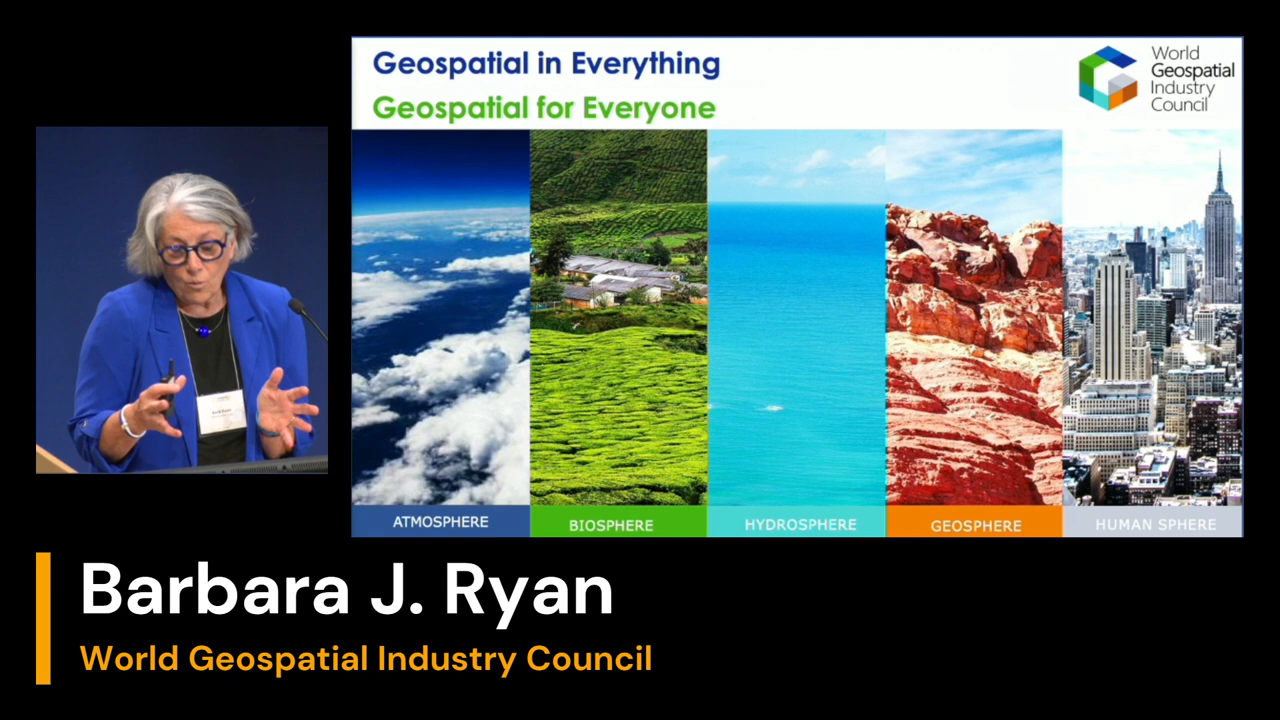 Geospatial in Everything
Geospatial for Everyone
World
Geospatial
Industry
Council
ATMOSPHERE
BIOSPHERE
HYDROSPHERE
GEOSPHERE
HUMAN SPHERE
Barbara J. Ryan
World Geospatial Industry Council